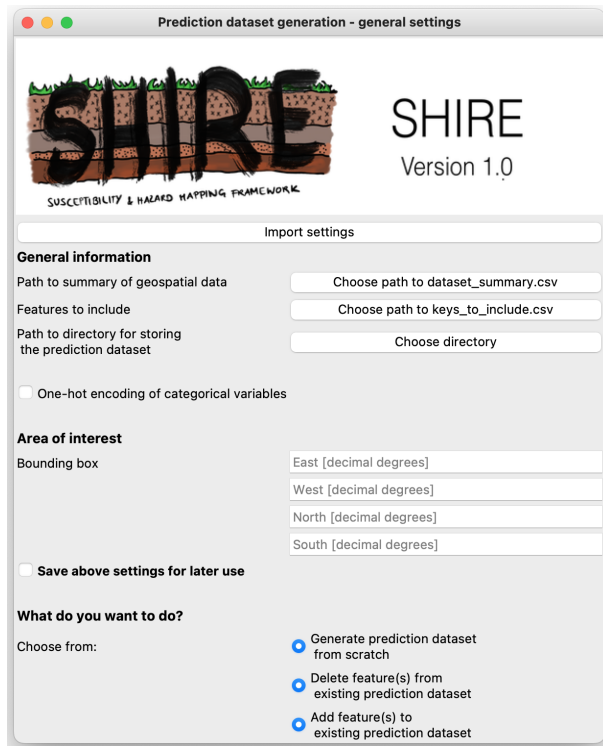 Prediction dataset generation - general settings
SHIRE
SUSCEPTIBILITY & HAZARD MAPPING FRAMEWORK
SHIRE
Version 1.0
Import settings
General information
Path to summary of geospatial data
Choose path to dataset_summary.csv
Features to include
Choose path to keys_to_include.csv
Path to directory for storing
the prediction dataset
Choose directory
One-hot encoding of categorical variables
Area of interest
Bounding box
East [decimal degrees]
West [decimal degrees]
North [decimal degrees]
South [decimal degrees]
Save above settings for later use
What do you want to do?
Choose from:
Generate prediction dataset
from scratch
Delete feature(s) from
existing prediction dataset
Add feature(s) to
existing prediction dataset